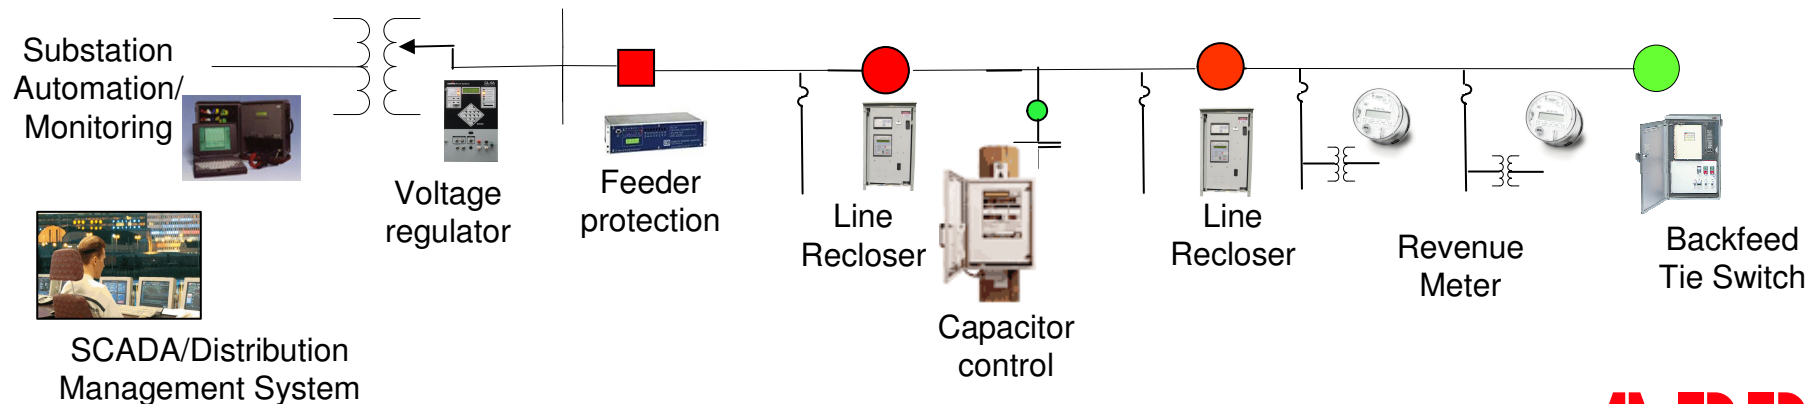 Substation
Automation/
Monitoring
SCADA/Distribution
Management System
Voltage
regulator
Feeder
protection
Line
Recloser
Capacitor
control
Line
Recloser
Revenue
Meter
Backfeed
Tie Switch